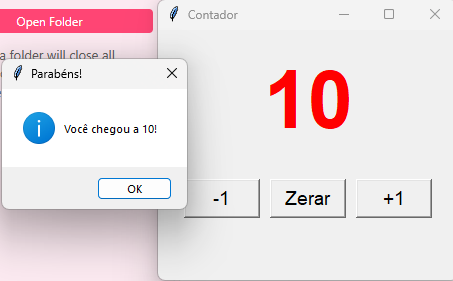 Open Folder
Contador
a folder will close all
Parabéns!
Você chegou a 10!
OK
10
-1
Zerar
+1